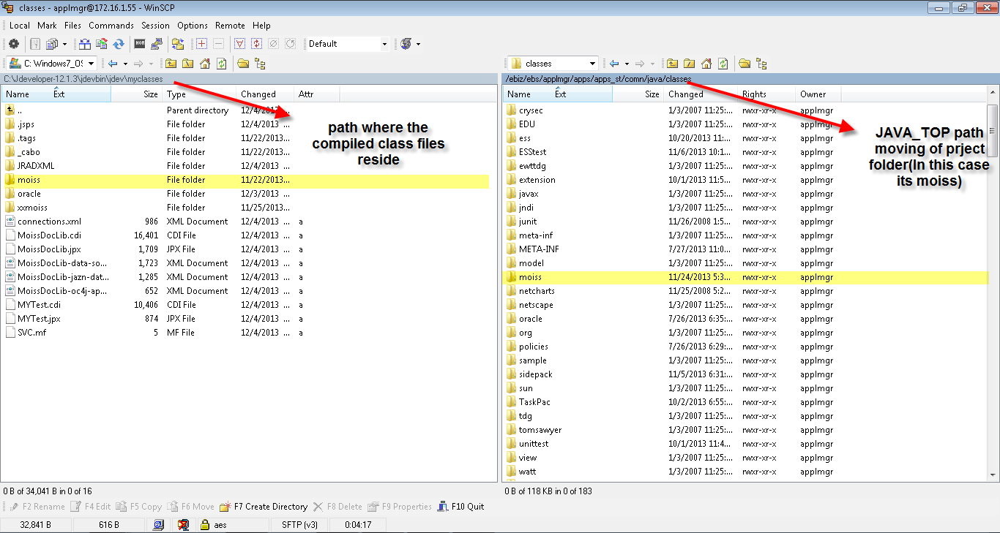 classes - applmgr@172.16.1.55 - WinSCP
Local Mark Files Commands Session Options Remote Help
Default
C: Windows7_OS
classes
C:\Jdeveloper-12.1.3\jdevbin\jdev\myclasses
/ebiz/ebs/applmgr/apps/apps_st/comn/java/classes
Name Ext Size Type Changed Attr
Name Ext Size Changed Rights Owner
.. Parent directory 12/4/2013 ...
.jsps File folder 12/4/2013 ...
.tags File folder 11/22/2013...
_cabo File folder 11/22/2013...
JRADXML File folder 12/4/2013 ...
moiss File folder 11/22/2013...
oracle File folder 12/3/2013 ...
xxmoiss File folder 11/25/2013...
connections.xml 986 XML Document 12/4/2013 ... a
MoissDocLib.cdi 16,401 CDI File 12/4/2013 ... a
MoissDocLib.jpx 1,709 JPX File 12/4/2013 ... a
MoissDocLib-data-so... 1,723 XML Document 12/4/2013 ... a
MoissDocLib-jazn-dat... 1,285 XML Document 12/4/2013 ... a
MoissDocLib-oc4j-ap... 652 XML Document 12/4/2013 ... a
MYTest.cdi 10,406 CDI File 12/4/2013 ... a
MYTest.jpx 874 JPX File 12/4/2013 ... a
SVC.mf 5 MF File 12/4/2013 ... a
path where the
compiled class files
reside
crysec 1/3/2007 11:25:... rwxr-xr-x applmgr
EDU 1/3/2007 11:25:... rwxr-xr-x applmgr
ess 10/20/2013 11:... rwxr-xr-x applmgr
ESStest 11/6/2013 10:1... rwxr-xr-x applmgr
ewttdg 1/3/2007 11:25:... rwxr-xr-x applmgr
extension 10/1/2013 11:5... rwxr-xr-x applmgr
javax 1/3/2007 11:25:... rwxr-xr-x applmgr
jndi 1/3/2007 11:25:... rwxr-xr-x applmgr
junit 11/26/2008 1:5... rwxr-xr-x applmgr
meta-inf 1/3/2007 11:25:... rwxr-xr-x applmgr
META-INF 7/27/2013 11:0... rwxr-xr-x applmgr
model 1/3/2007 11:25:... rwxr-xr-x applmgr
moiss 11/24/2013 5:3... rwxr-xr-x applmgr
netcharts 11/25/2008 5:2... rwxr-xr-x applmgr
netscape 1/3/2007 11:25:... rwxr-xr-x applmgr
oracle 7/26/2013 6:35:... rwxr-xr-x applmgr
org 1/3/2007 11:25:... rwxr-xr-x applmgr
policies 7/26/2013 6:29:... rwxr-xr-x applmgr
sample 1/3/2007 11:25:... rwxr-xr-x applmgr
sidepack 11/5/2013 6:31:... rwxr-xr-x applmgr
sun 1/3/2007 11:25:... rwxr-xr-x applmgr
TaskPac 10/2/2013 6:55:... rwxr-xr-x applmgr
tdg 1/3/2007 11:25:... rwxr-xr-x applmgr
tomsawyer 1/3/2007 11:25:... rwxr-xr-x applmgr
unittest 10/1/2013 11:4... rwxr-xr-x applmgr
view 1/3/2007 11:25:... rwxr-xr-x applmgr
watt 1/3/2007 11:25:... rwxr-xr-x applmgr
JAVA_TOP path
moving of prject
folder(In this case
its moiss)
0 B of 34,041 B in 0 of 16
0 B of 118 KB in 0 of 183
F2 Rename F4 Edit F5 Copy F6 Move F7 Create Directory F8 Delete F9 Properties F10 Quit
32,841 B 616 B aes SFTP (v3) 0:04:17